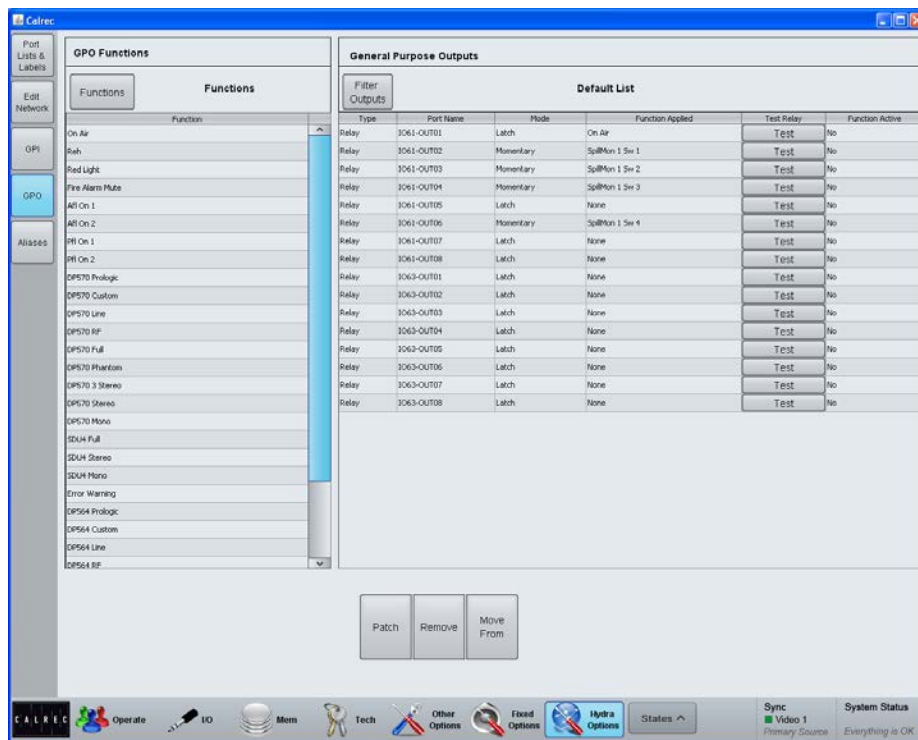 Calrec
Port Lists & Labels
Edit Network
GPI
GPO
Aliases
GPO Functions
Functions
Functions
Function
On Air
Reh
Red Light
Fire Alarm Mute
Afl On 1
Afl On 2
Pfl On 1
Pfl On 2
DP570 Prologic
DP570 Custom
DP570 Line
DP570 RF
DP570 Full
DP570 Phantom
DP570 3 Stereo
DP570 Stereo
DP570 Mono
SDU4 Full
SDU4 Stereo
SDU4 Mono
Error Warning
DP564 Prologic
DP564 Custom
DP564 Line
DP564 RF
General Purpose Outputs
Filter Outputs
Default List
Type Port Name Mode Function Applied Test Relay Function Active
Relay IO61-OUT01 Latch On Air Test No
Relay IO61-OUT02 Momentary SpillMon 1 Sw 1 Test No
Relay IO61-OUT03 Momentary SpillMon 1 Sw 2 Test No
Relay IO61-OUT04 Momentary SpillMon 1 Sw 3 Test No
Relay IO61-OUT05 Latch None Test No
Relay IO61-OUT06 Momentary SpillMon 1 Sw 4 Test No
Relay IO61-OUT07 Latch None Test No
Relay IO61-OUT08 Latch None Test No
Relay IO63-OUT01 Latch None Test No
Relay IO63-OUT02 Latch None Test No
Relay IO63-OUT03 Latch None Test No
Relay IO63-OUT04 Latch None Test No
Relay IO63-OUT05 Latch None Test No
Relay IO63-OUT06 Latch None Test No
Relay IO63-OUT07 Latch None Test No
Relay IO63-OUT08 Latch None Test No
Patch
Remove
Move From
CALREC
Operate
I/O
Mem
Tech
Other Options
Fixed Options
Hydra Options
States
Sync
Video 1
Primary Source
System Status
Everything is OK